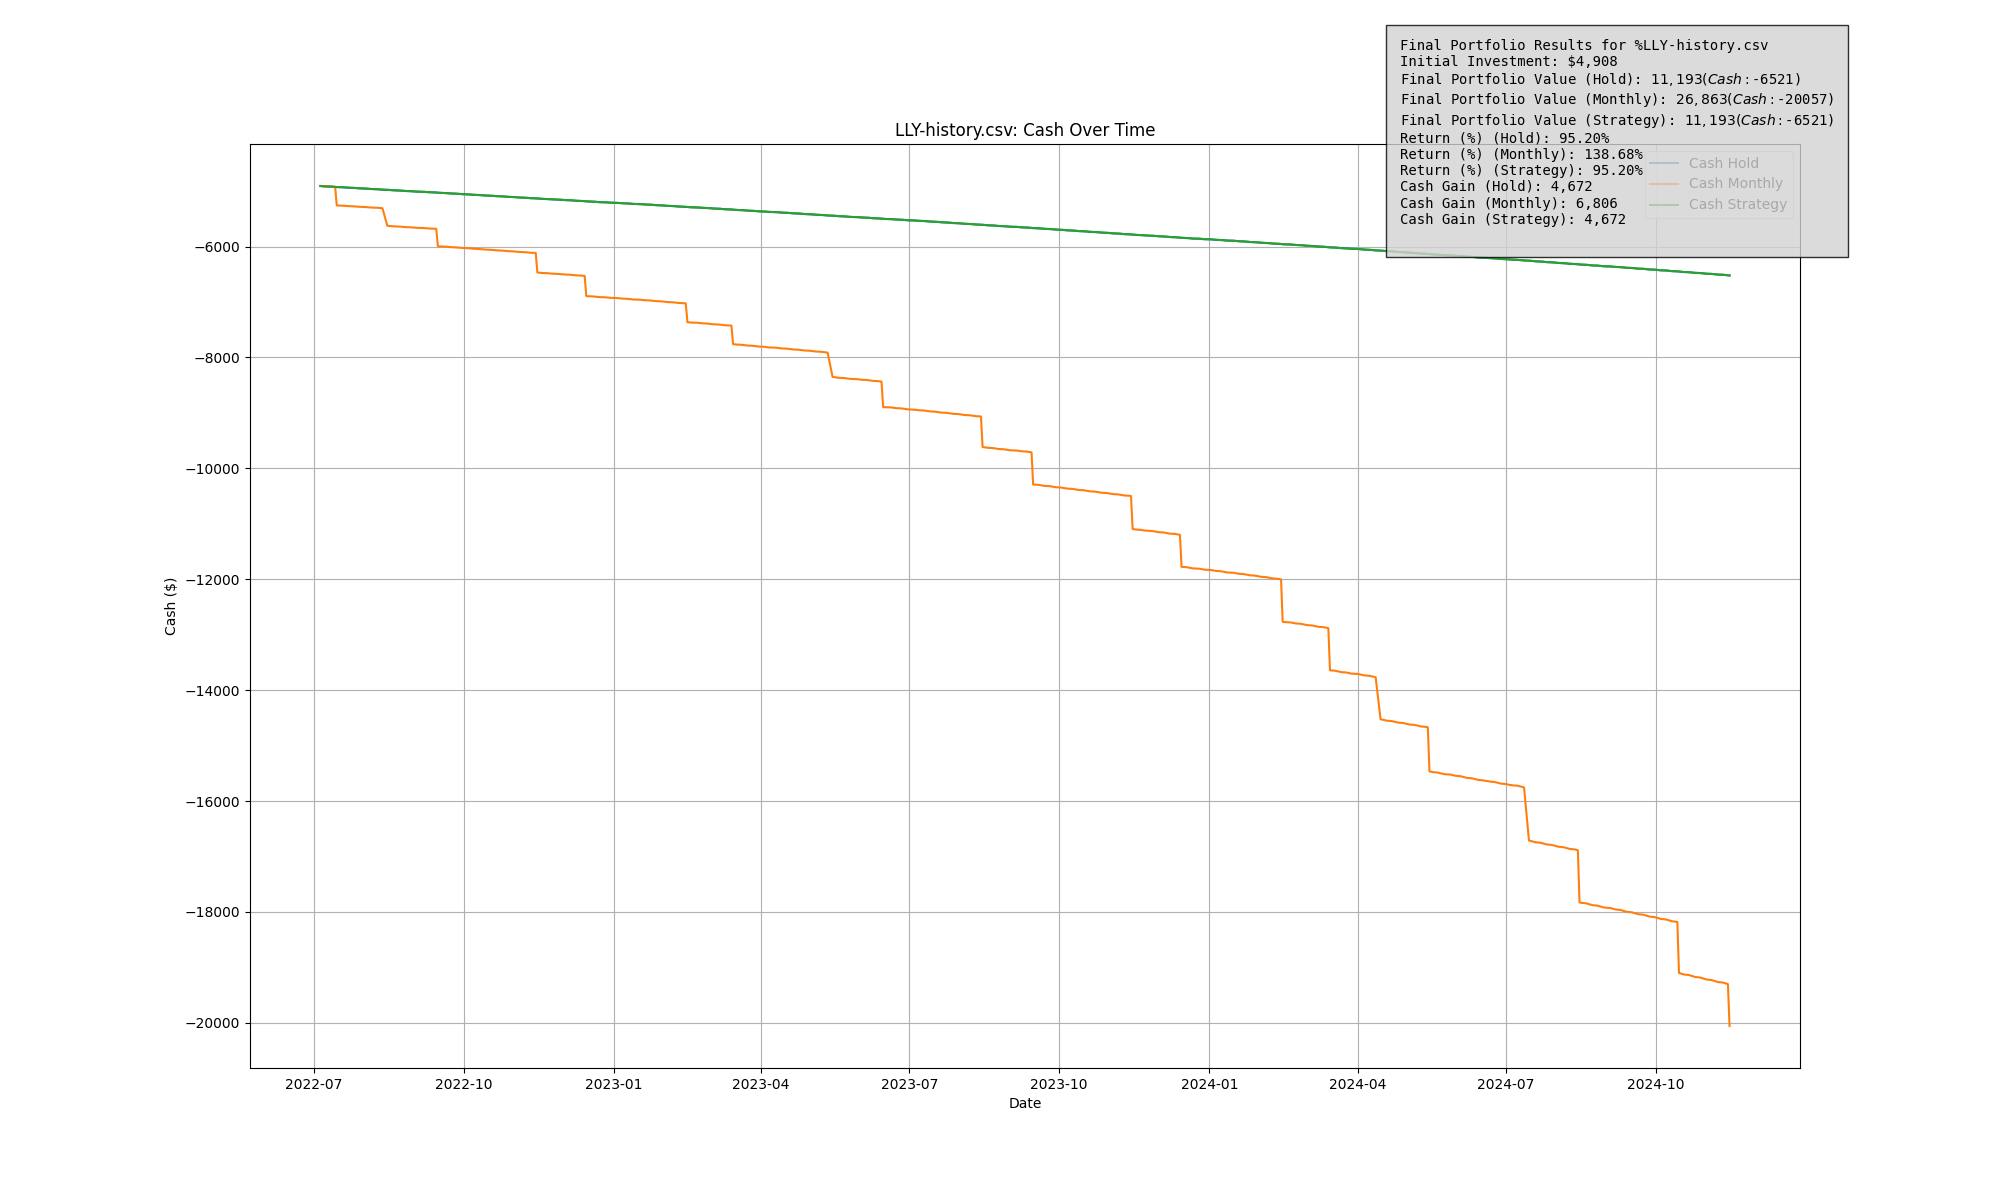 Final Portfolio Results for %LLY-history.csv
Initial Investment: $4,908
Final Portfolio Value (Hold): 11,193(Cash:-6521)
Final Portfolio Value (Monthly): 26,863(Cash:-20057)
Final Portfolio Value (Strategy): 11,193(Cash:-6521)
Return (%) (Hold): 95.20%
Return (%) (Monthly): 138.68%
Return (%) (Strategy): 95.20%
Cash Gain (Hold): 4,672
Cash Gain (Monthly): 6,806
Cash Gain (Strategy): 4,672
LLY-history.csv: Cash Over Time
Cash Hold
Cash Monthly
Cash Strategy
Cash ($)
−6000
−8000
−10000
−12000
−14000
−16000
−18000
−20000
2022-07 2022-10 2023-01 2023-04 2023-07 2023-10 2024-01 2024-04 2024-07 2024-10
Date